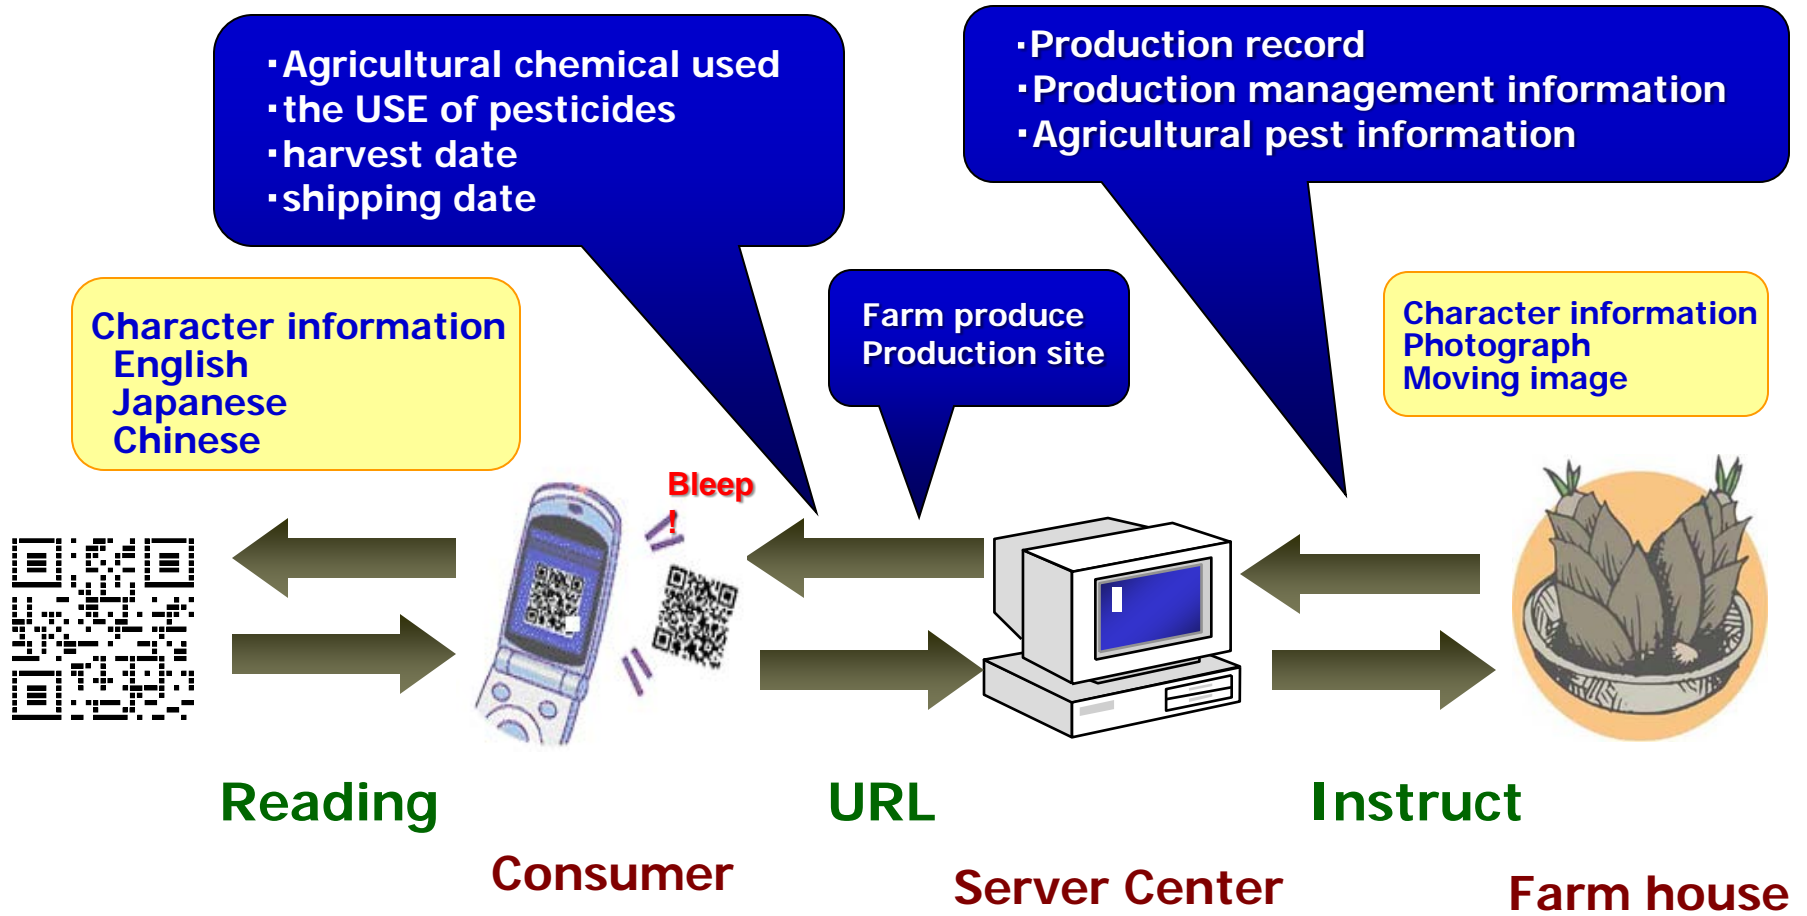 ・Agricultural chemical used
・the USE of pesticides
・harvest date
・shipping date
・Production record
・Production management information
・Agricultural pest information
Character information
English
Japanese
Chinese
Farm produce
Production site
Character information
Photograph
Moving image
Bleep
!
Reading
URL
Instruct
Consumer
Server Center
Farm house